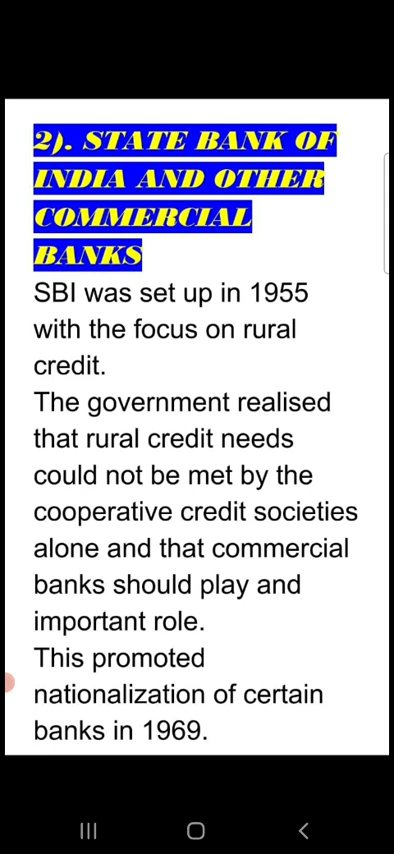 2). STATE BANK OF
INDIA AND OTHER
COMMERCIAL
BANKS
SBI was set up in 1955
with the focus on rural
credit.
The government realised
that rural credit needs
could not be met by the
cooperative credit societies
alone and that commercial
banks should play and
important role.
This promoted
nationalization of certain
banks in 1969.